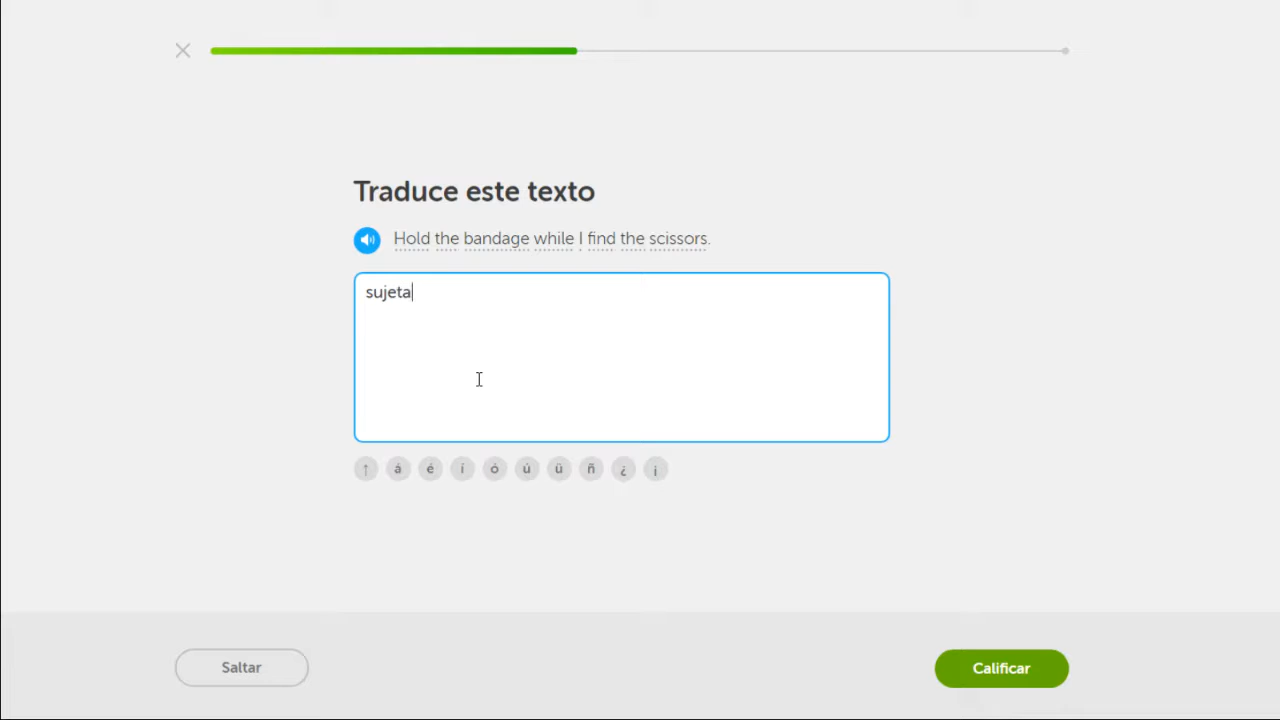 Traduce este texto
Hold the bandage while I find the scissors.
sujeta
↑ á é í ó ú ü ñ ¿ ¡
Saltar
Calificar